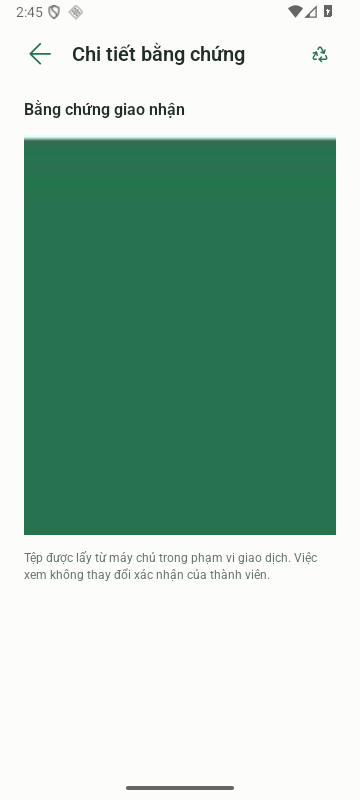 2:45
Chi tiết bằng chứng
Bằng chứng giao nhận
Tệp được lấy từ máy chủ trong phạm vi giao dịch. Việc
xem không thay đổi xác nhận của thành viên.